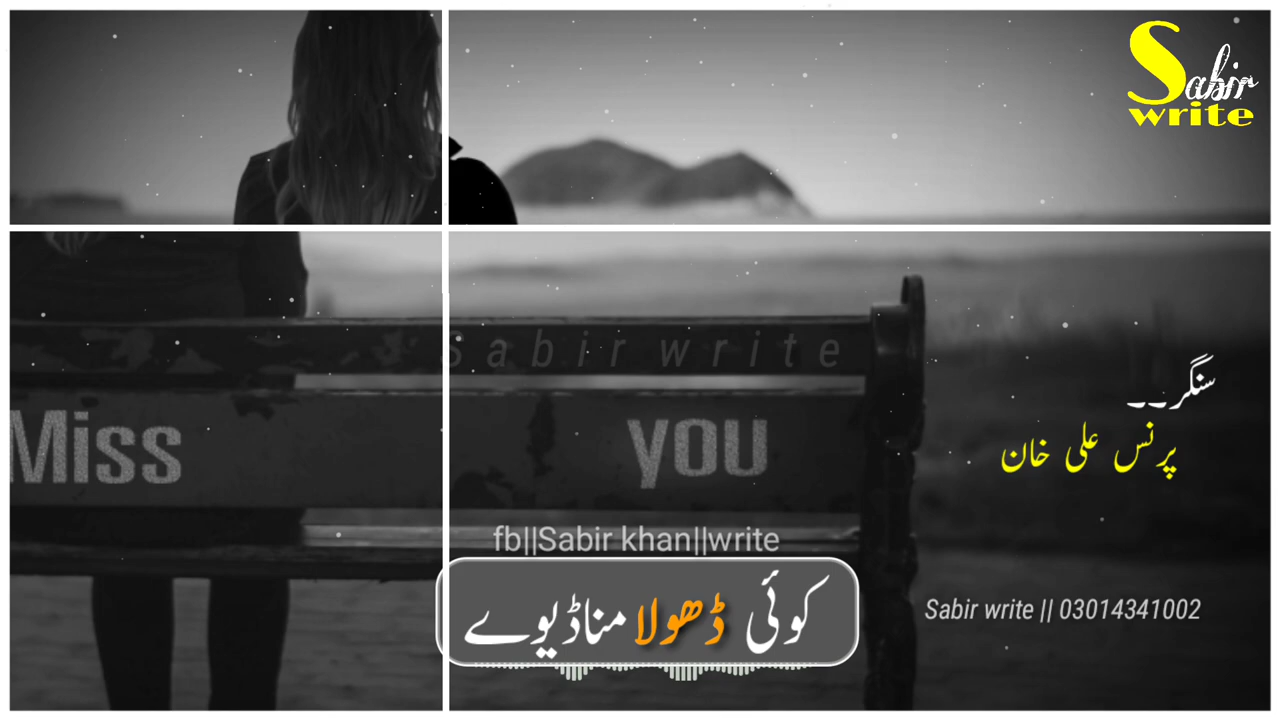 Sabir
write
Sabir write
سنگر۔۔
پرنس علی خان
Miss you
fb||Sabir khan||write
کوئی ڈھولا مناڈیوے
Sabir write || 03014341002